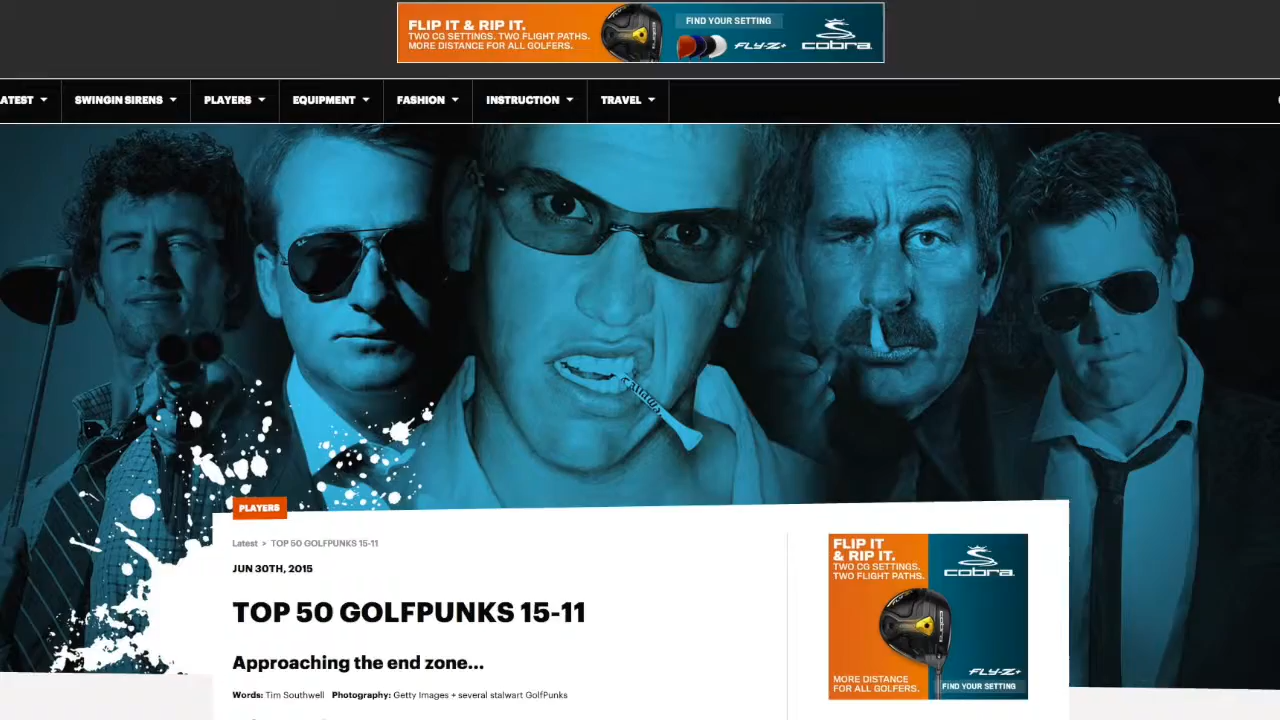 FLIP IT & RIP IT.
TWO CG SETTINGS. TWO FLIGHT PATHS.
MORE DISTANCE FOR ALL GOLFERS.
FIND YOUR SETTING
FLY-Z+
COBRA
ATEST
SWINGIN SIRENS
PLAYERS
EQUIPMENT
FASHION
INSTRUCTION
TRAVEL
PLAYERS
Latest > TOP 50 GOLFPUNKS 15-11
JUN 30TH, 2015
TOP 50 GOLFPUNKS 15-11
Approaching the end zone...
Words: Tim Southwell Photography: Getty Images + several stalwart GolfPunks
FLIP IT
& RIP IT.
TWO CG SETTINGS.
TWO FLIGHT PATHS.
COBRA
FLY-Z+
MORE DISTANCE
FOR ALL GOLFERS.
FIND YOUR SETTING